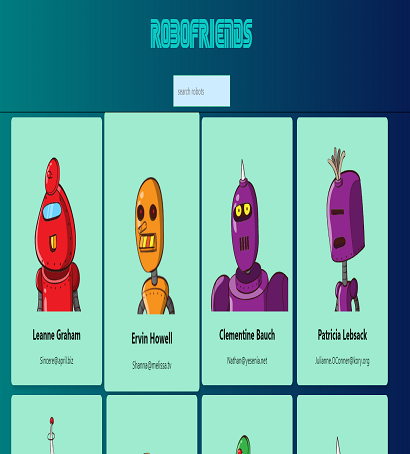 ROBOFRIENDS
search robots
Leanne Graham
Sincere@april.biz
Ervin Howell
Shanna@melissa.tv
Clementine Bauch
Nathan@yesenia.net
Patricia Lebsack
Julianne.OConner@kory.org